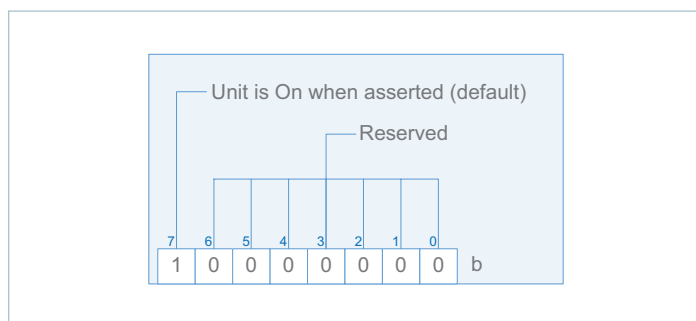 Unit is On when asserted (default)
Reserved
7 6 5 4 3 2 1 0
1 0 0 0 0 0 0 0 b